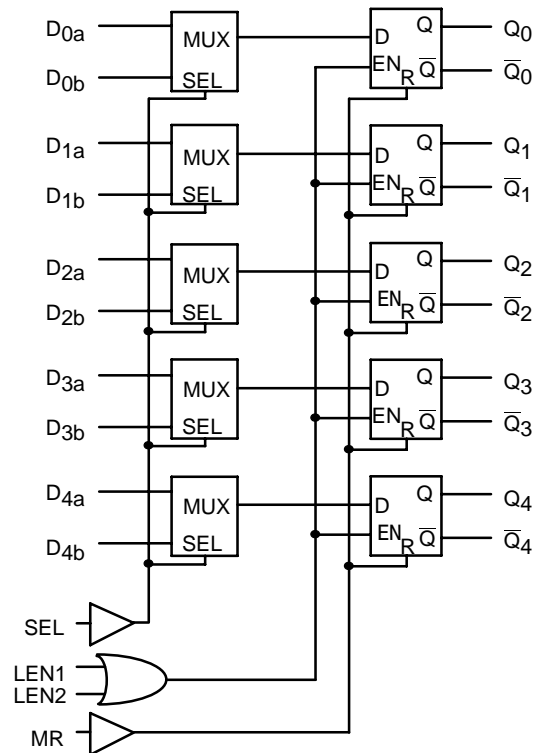 D0a MUX D Q Q0
D0b SEL EN R Q̅ Q̅0
D1a MUX D Q Q1
D1b SEL EN R Q̅ Q̅1
D2a MUX D Q Q2
D2b SEL EN R Q̅ Q̅2
D3a MUX D Q Q3
D3b SEL EN R Q̅ Q̅3
D4a MUX D Q Q4
D4b SEL EN R Q̅ Q̅4
SEL
LEN1
LEN2
MR